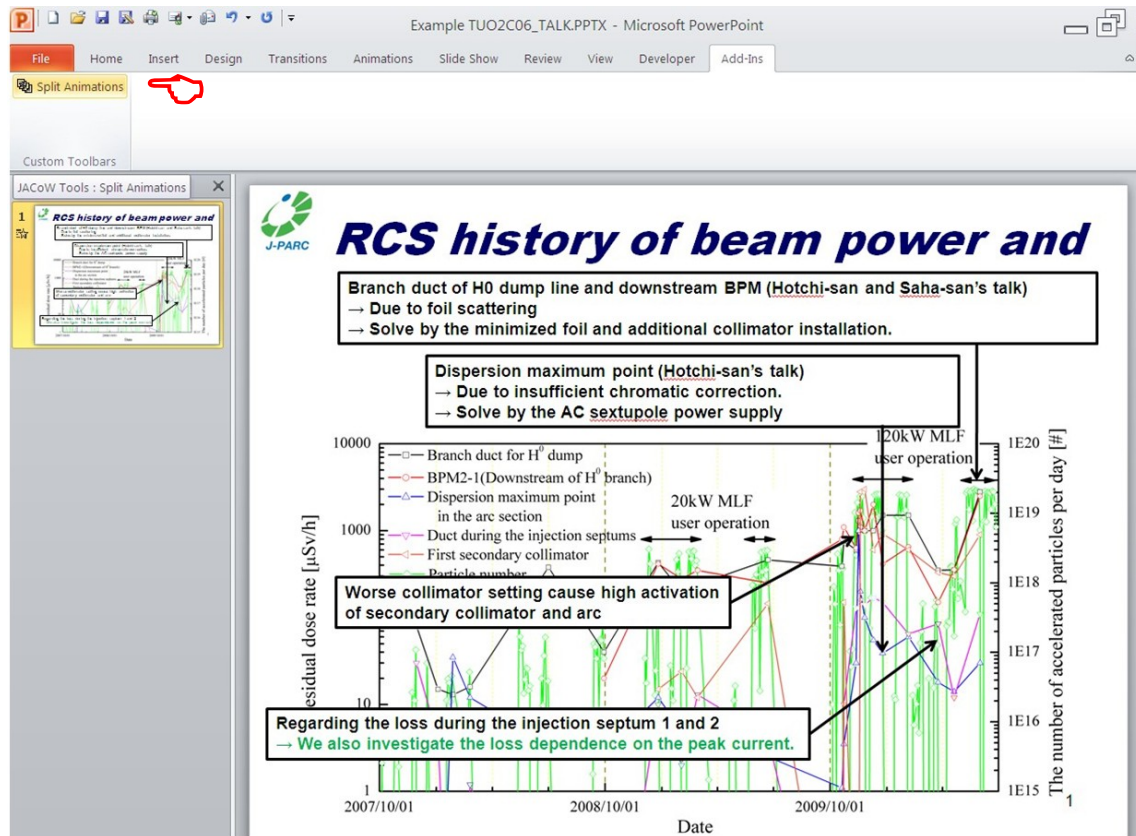 Example TUO2C06_TALK.PPTX - Microsoft PowerPoint
File Home Insert Design Transitions Animations Slide Show Review View Developer Add-Ins
Split Animations
Custom Toolbars
JACoW Tools : Split Animations
1
RCS history of beam power and
J-PARC
RCS history of beam power and
Branch duct of H0 dump line and downstream BPM (Hotchi-san and Saha-san's talk)
→ Due to foil scattering
→ Solve by the minimized foil and additional collimator installation.
Dispersion maximum point (Hotchi-san's talk)
→ Due to insufficient chromatic correction.
→ Solve by the AC sextupole power supply
120kW MLF
user operation
Branch duct for H⁰ dump
BPM2-1(Downstream of H⁰ branch)
Dispersion maximum point
in the arc section
Duct during the injection septums
First secondary collimator
Particle number
20kW MLF
user operation
Worse collimator setting cause high activation
of secondary collimator and arc
Regarding the loss during the injection septum 1 and 2
→ We also investigate the loss dependence on the peak current.
10000
1000
10
1
esidual dose rate [µSv/h]
1E20
1E19
1E18
1E17
1E16
1E15
The number of accelerated particles per day [#]
2007/10/01 2008/10/01 2009/10/01
Date
1